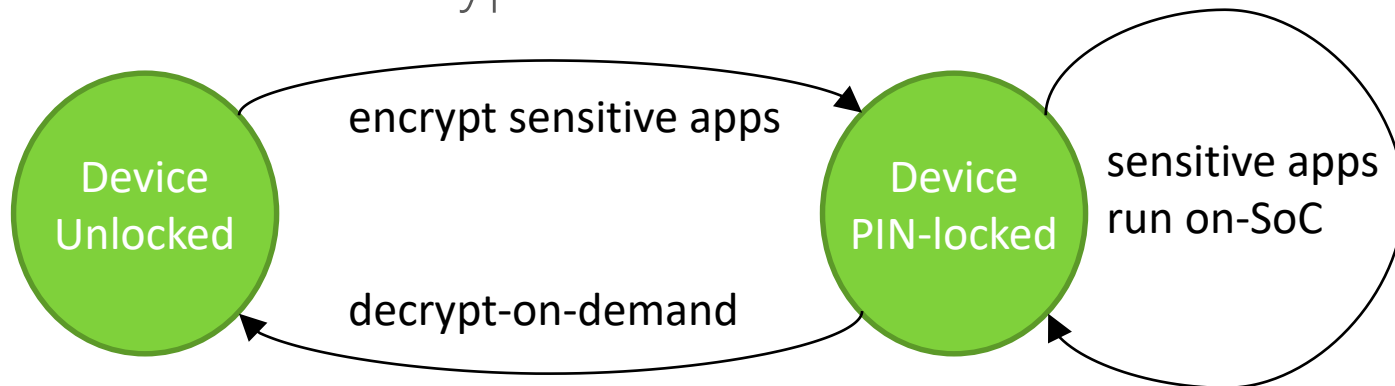 encrypt sensitive apps
Device
Unlocked
Device
PIN-locked
sensitive apps
run on-SoC
decrypt-on-demand